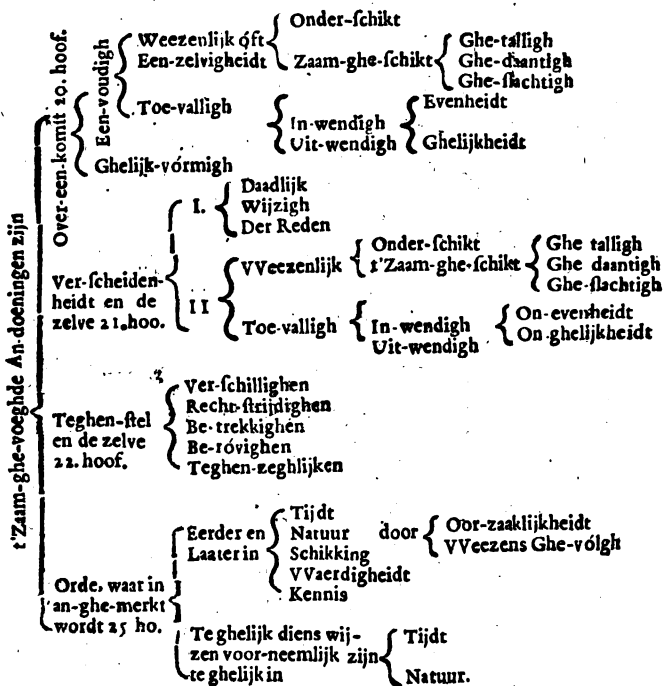 t'Zaam-ghe-voeghde An-doeningen zijn
Over-een-komit 20. hoof.
Een-voudigh
Weezenlijk óft
Een-zelvigheidt
Onder-ſchikt
Zaam-ghe-ſchikt
Ghe-talligh
Ghe-daantigh
Ghe-ſlachtigh
Toe-valligh
In-wendigh
Uit-wendigh
Evenheidt
Ghelijkheidt
Ghelijk-vórmigh
Ver-ſcheiden-
heidt en de
zelve 21.hoo.
I.
Daadlijk
Wijzigh
Der Reden
II
VVeezenlijk
Onder-ſchikt
t'Zaam-ghe-ſchikt
Ghe talligh
Ghe daantigh
Ghe-ſlachtigh
Toe-valligh
In-wendigh
Uit-wendigh
On-evenheidt
On-ghelijkheidt
Teghen-ſtel
en de zelve
22. hoof.
Ver-ſchillighen
Recht-ſtrijdighen
Be-trekkighen
Be-róvighen
Teghen-zeghlijken
Orde, waat in
'an-ghe-merkt
wordt 25 ho.
Eerder en
Laater in
Tijdt
Natuur
Schikking
VVaerdigheidt
Kennis
door
Oor-zaaklijkheidt
VVeezens Ghe-vólgh
Te ghelijk diens wij-
zen voor-neemlijk zijn
te ghelijk in
Tijdt
Natuur.